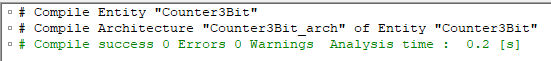 # Compile Entity "Counter3Bit"
# Compile Architecture "Counter3Bit_arch" of Entity "Counter3Bit"
# Compile success 0 Errors 0 Warnings  Analysis time :  0.2 [s]